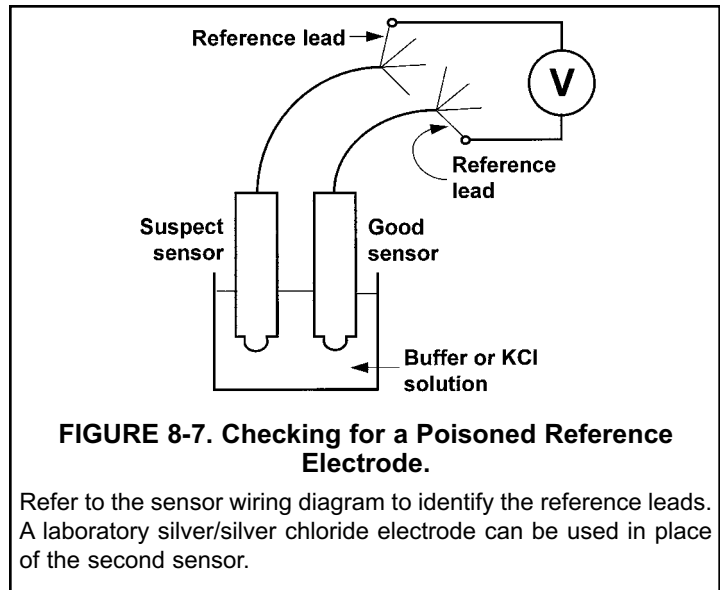 Reference lead
V
Reference
lead
Suspect
sensor
Good
sensor
Buffer or KCl
solution
FIGURE 8-7. Checking for a Poisoned Reference
Electrode.
Refer to the sensor wiring diagram to identify the reference leads.
A laboratory silver/silver chloride electrode can be used in place
of the second sensor.